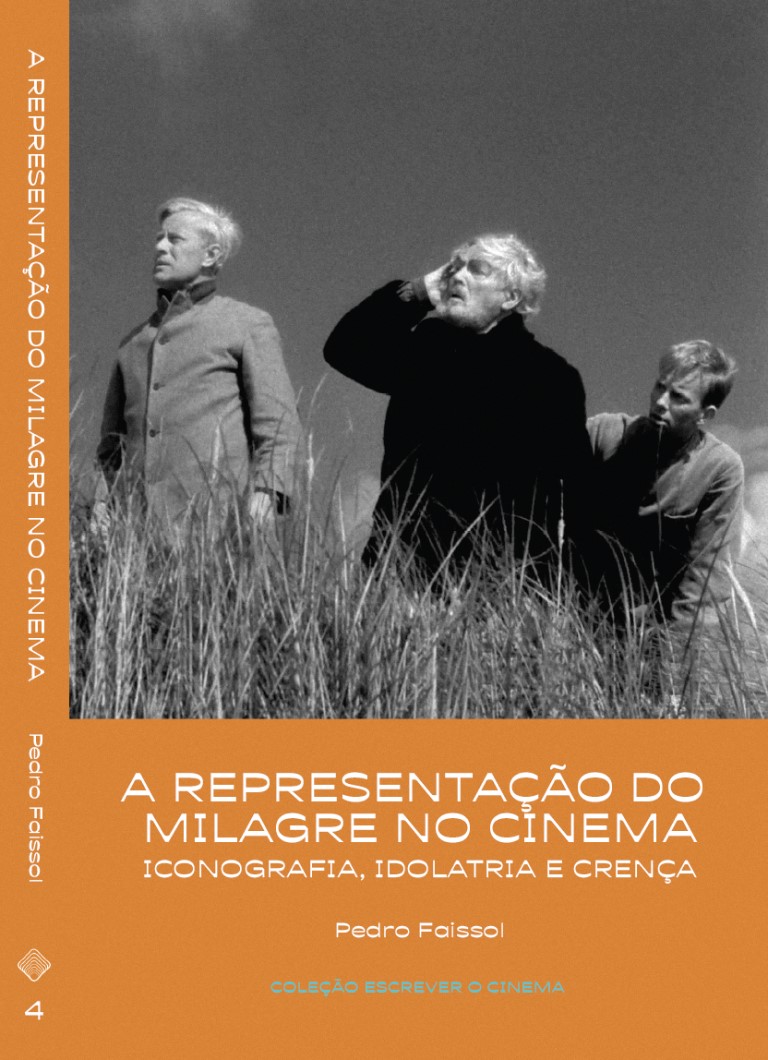 A REPRESENTAÇÃO DO MILAGRE NO CINEMA
Pedro Faissol
4
A REPRESENTAÇÃO DO
MILAGRE NO CINEMA
ICONOGRAFIA, IDOLATRIA E CRENÇA
Pedro Faissol
COLEÇÃO ESCREVER O CINEMA